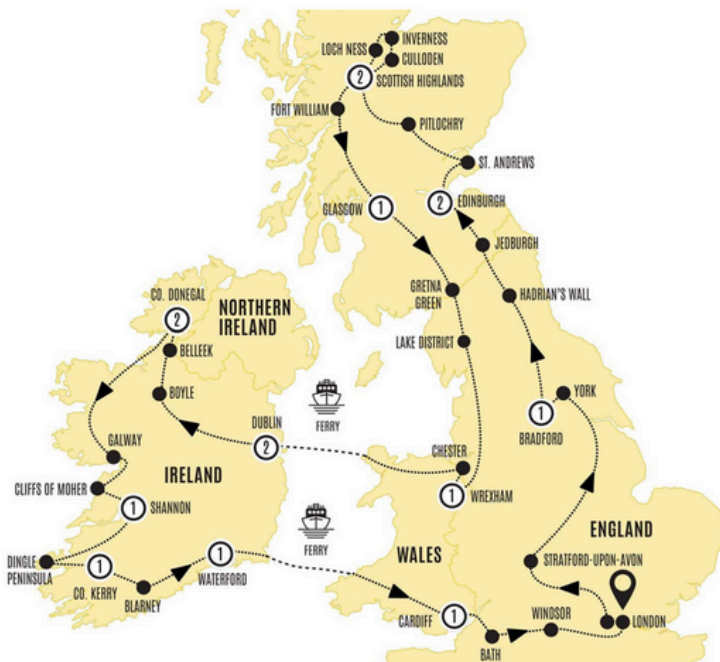 INVERNESS
LOCH NESS
CULLODEN
2
SCOTTISH HIGHLANDS
FORT WILLIAM
PITLOCHRY
ST. ANDREWS
GLASGOW
1
2
EDINBURGH
JEDBURGH
GRETNA
GREEN
HADRIAN"S WALL
CO. DONEGAL
2
NORTHERN
IRELAND
BELLEEK
LAKE DISTRICT
BOYLE
YORK
FERRY
DUBLIN
2
1
BRADFORD
GALWAY
CHESTER
IRELAND
CLIFFS OF MOHER
1
WREXHAM
1
SHANNON
ENGLAND
FERRY
DINGLE
PENINSULA
1
CO. KERRY
1
WATERFORD
WALES
STRATFORD-UPON-AVON
BLARNEY
CARDIFF
1
WINDSOR
LONDON
BATH